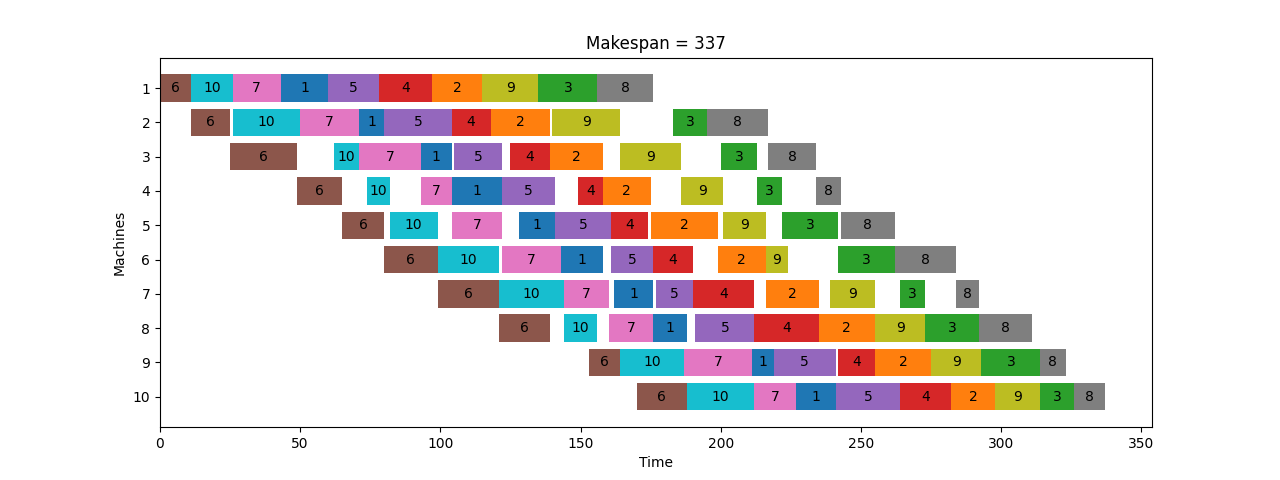 Makespan = 337
1 6 10 7 1 5 4 2 9 3 8
2 6 10 7 1 5 4 2 9 3 8
3 6 10 7 1 5 4 2 9 3 8
4 6 10 7 1 5 4 2 9 3 8
5 6 10 7 1 5 4 2 9 3 8
6 6 10 7 1 5 4 2 9 3 8
7 6 10 7 1 5 4 2 9 3 8
8 6 10 7 1 5 4 2 9 3 8
9 6 10 7 1 5 4 2 9 3 8
10 6 10 7 1 5 4 2 9 3 8
Machines
0 50 100 150 200 250 300 350
Time